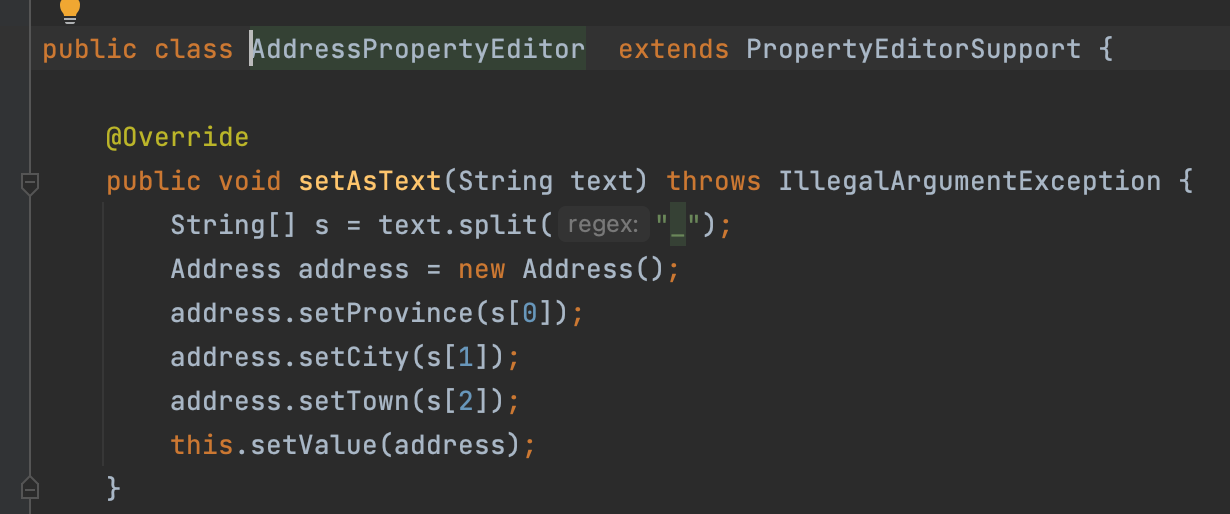 public class AddressPropertyEditor  extends PropertyEditorSupport {
@Override
public void setAsText(String text) throws IllegalArgumentException {
String[] s = text.split( regex: "_");
Address address = new Address();
address.setProvince(s[0]);
address.setCity(s[1]);
address.setTown(s[2]);
this.setValue(address);
}